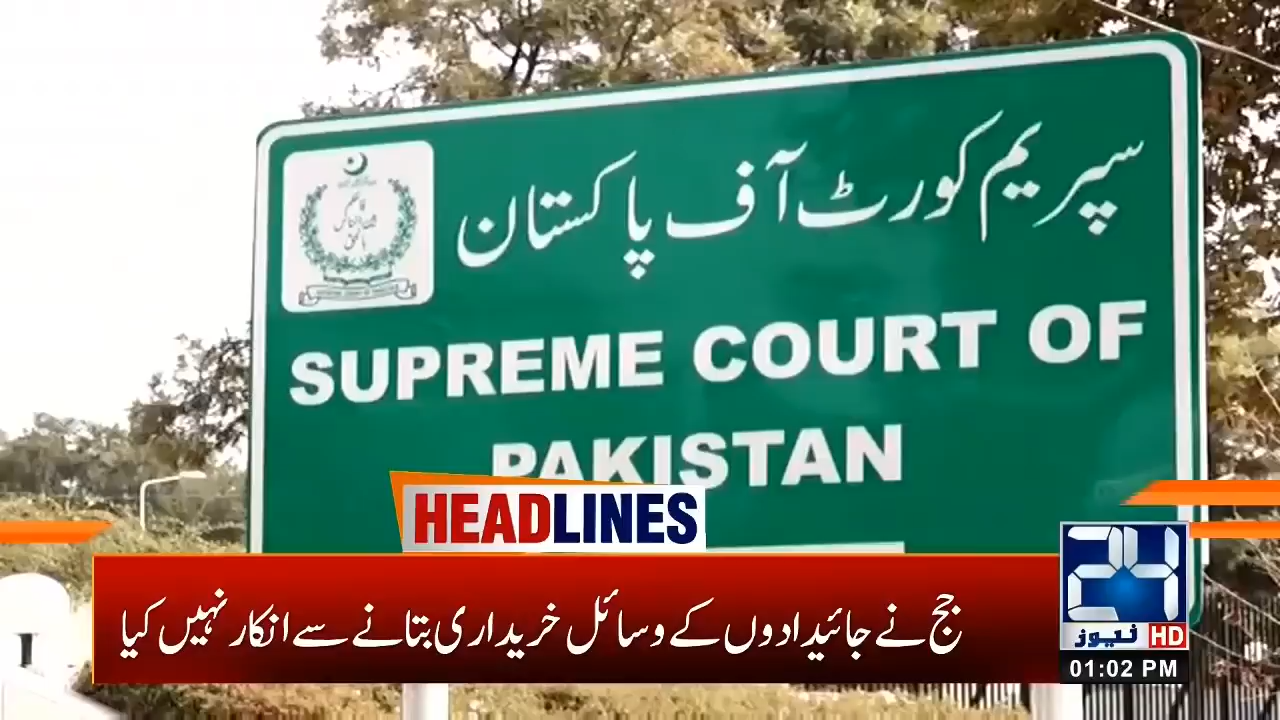 سپریم کورٹ آف پاکستان
SUPREME COURT OF
PAKISTAN
HEADLINES
جج نے جائیدادوں کے وسائل خریداری بتانے سے انکار نہیں کیا
24
نیوز HD
01:02 PM